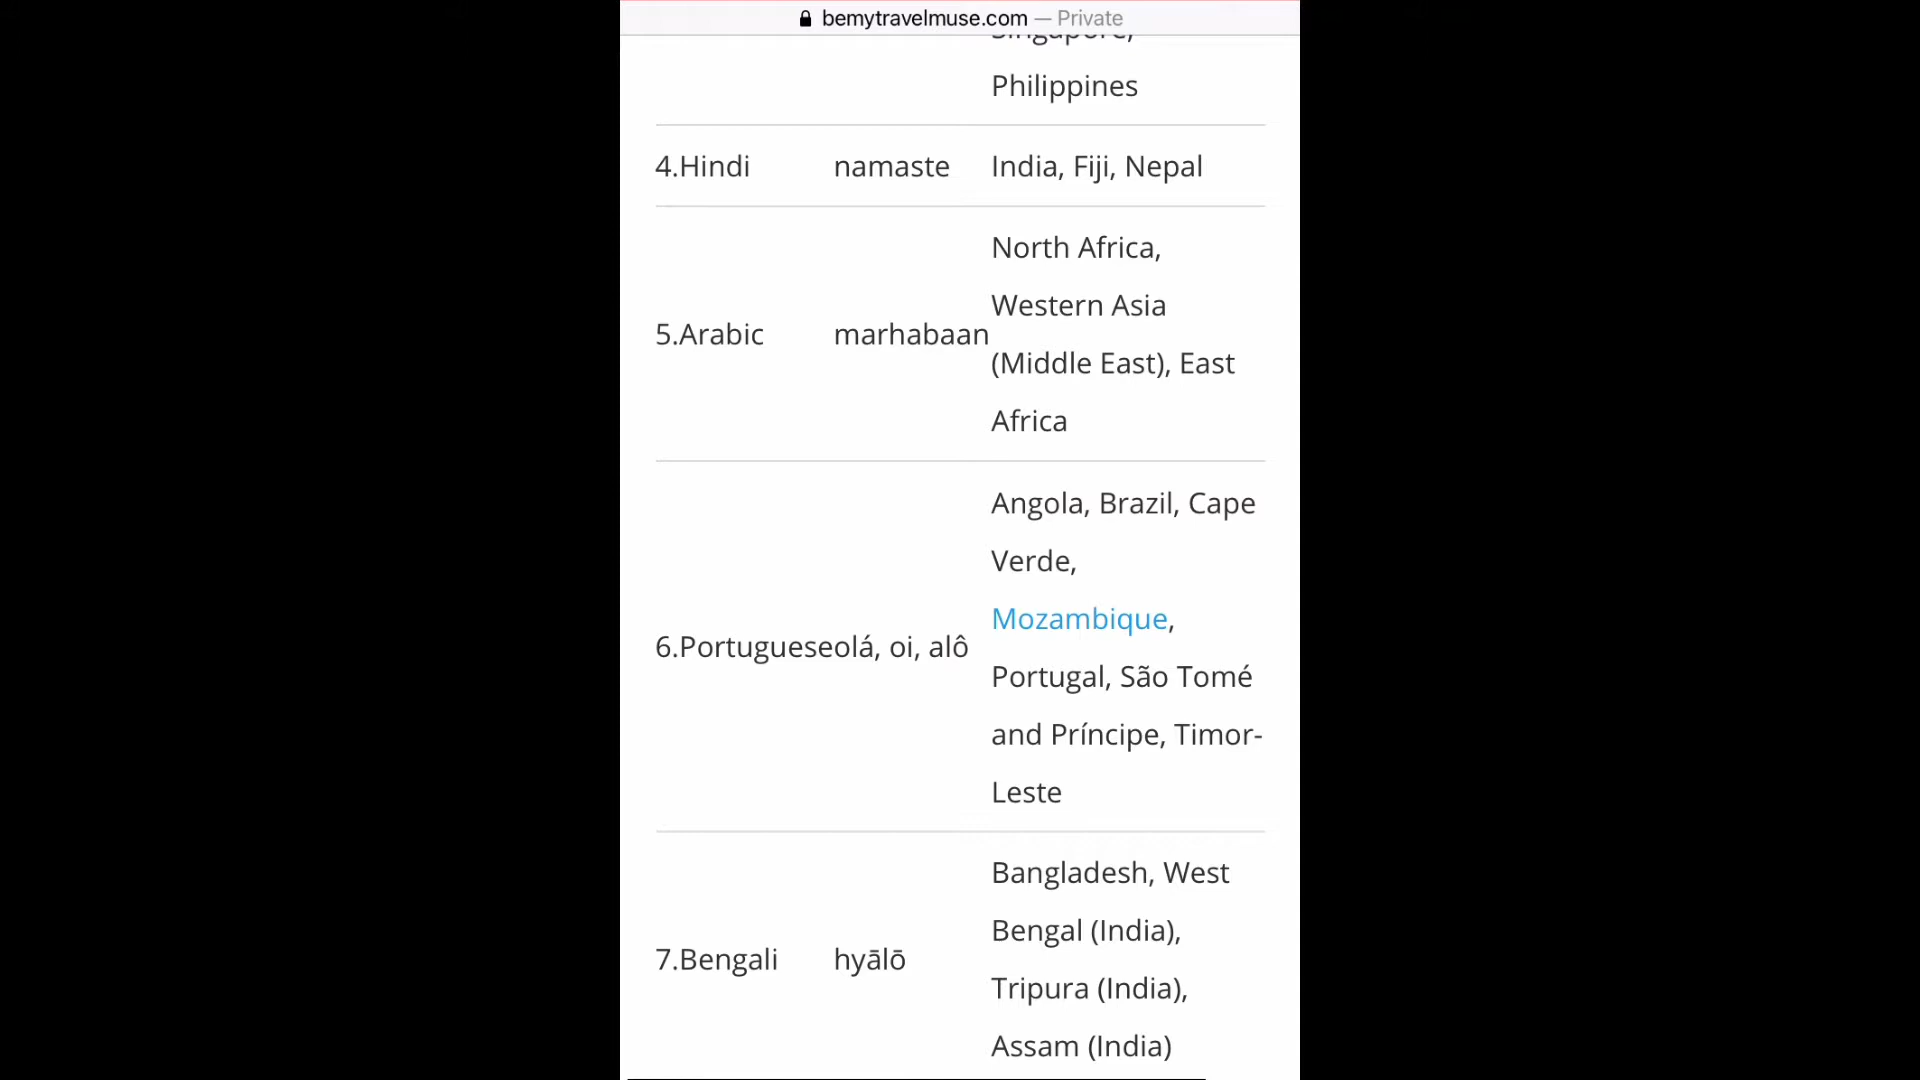 bemytravelmuse.com — Private
Singapore,
Philippines
4.Hindi namaste India, Fiji, Nepal
North Africa,
Western Asia
5.Arabic marhabaan
(Middle East), East
Africa
Angola, Brazil, Cape
Verde,
Mozambique,
6.Portugueseolá, oi, alô
Portugal, São Tomé
and Príncipe, Timor-
Leste
Bangladesh, West
Bengal (India),
7.Bengali hyālō
Tripura (India),
Assam (India)